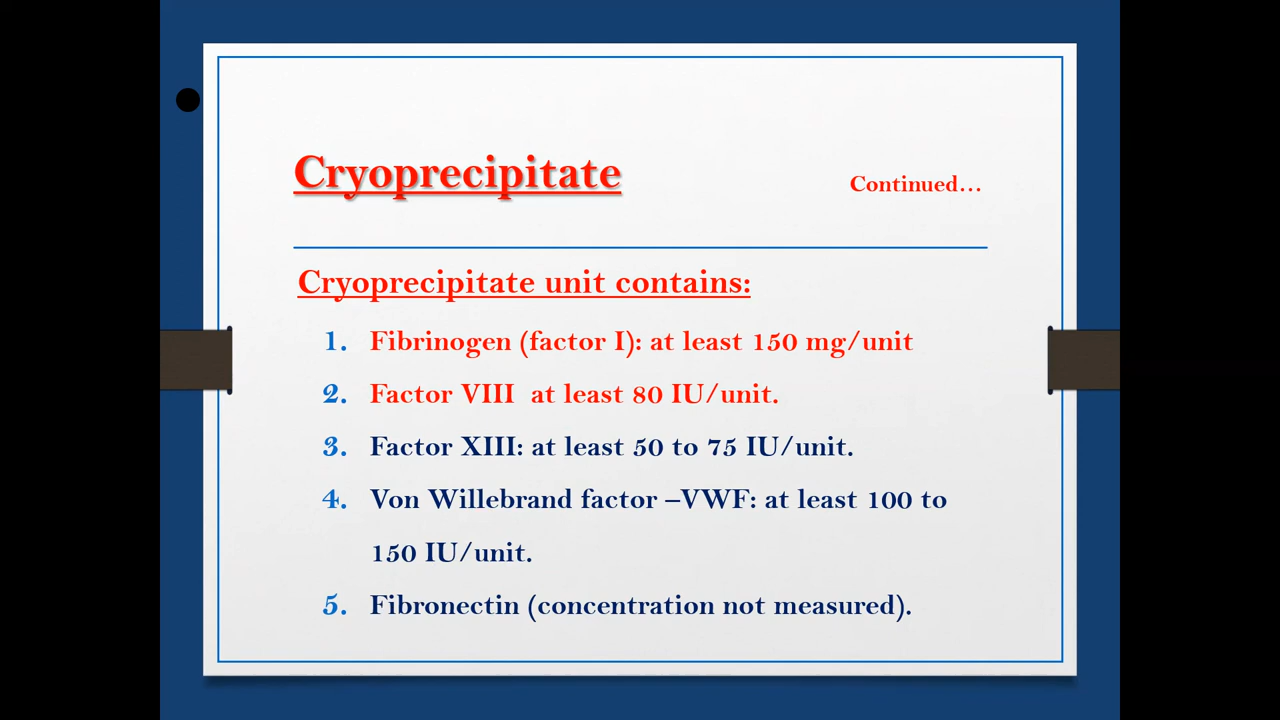 Cryoprecipitate
Continued…
Cryoprecipitate unit contains:
1. Fibrinogen (factor I): at least 150 mg/unit
2. Factor VIII  at least 80 IU/unit.
3. Factor XIII: at least 50 to 75 IU/unit.
4. Von Willebrand factor –VWF: at least 100 to
150 IU/unit.
5. Fibronectin (concentration not measured).